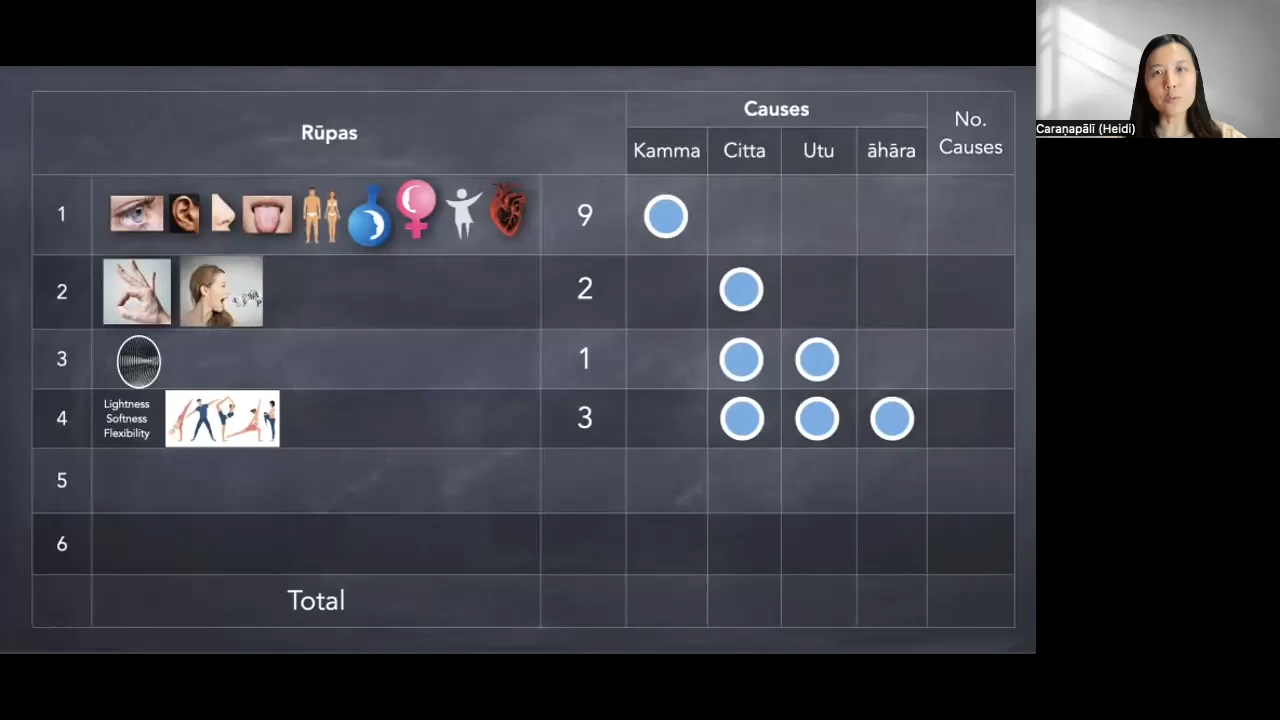 Rūpas
Causes
No.
Causes
Kamma
Citta
Utu
āhāra
1
9
2
2
3
1
4
Lightness
Softness
Flexibility
3
5
6
Total
Caraṇapālī (Heidi)